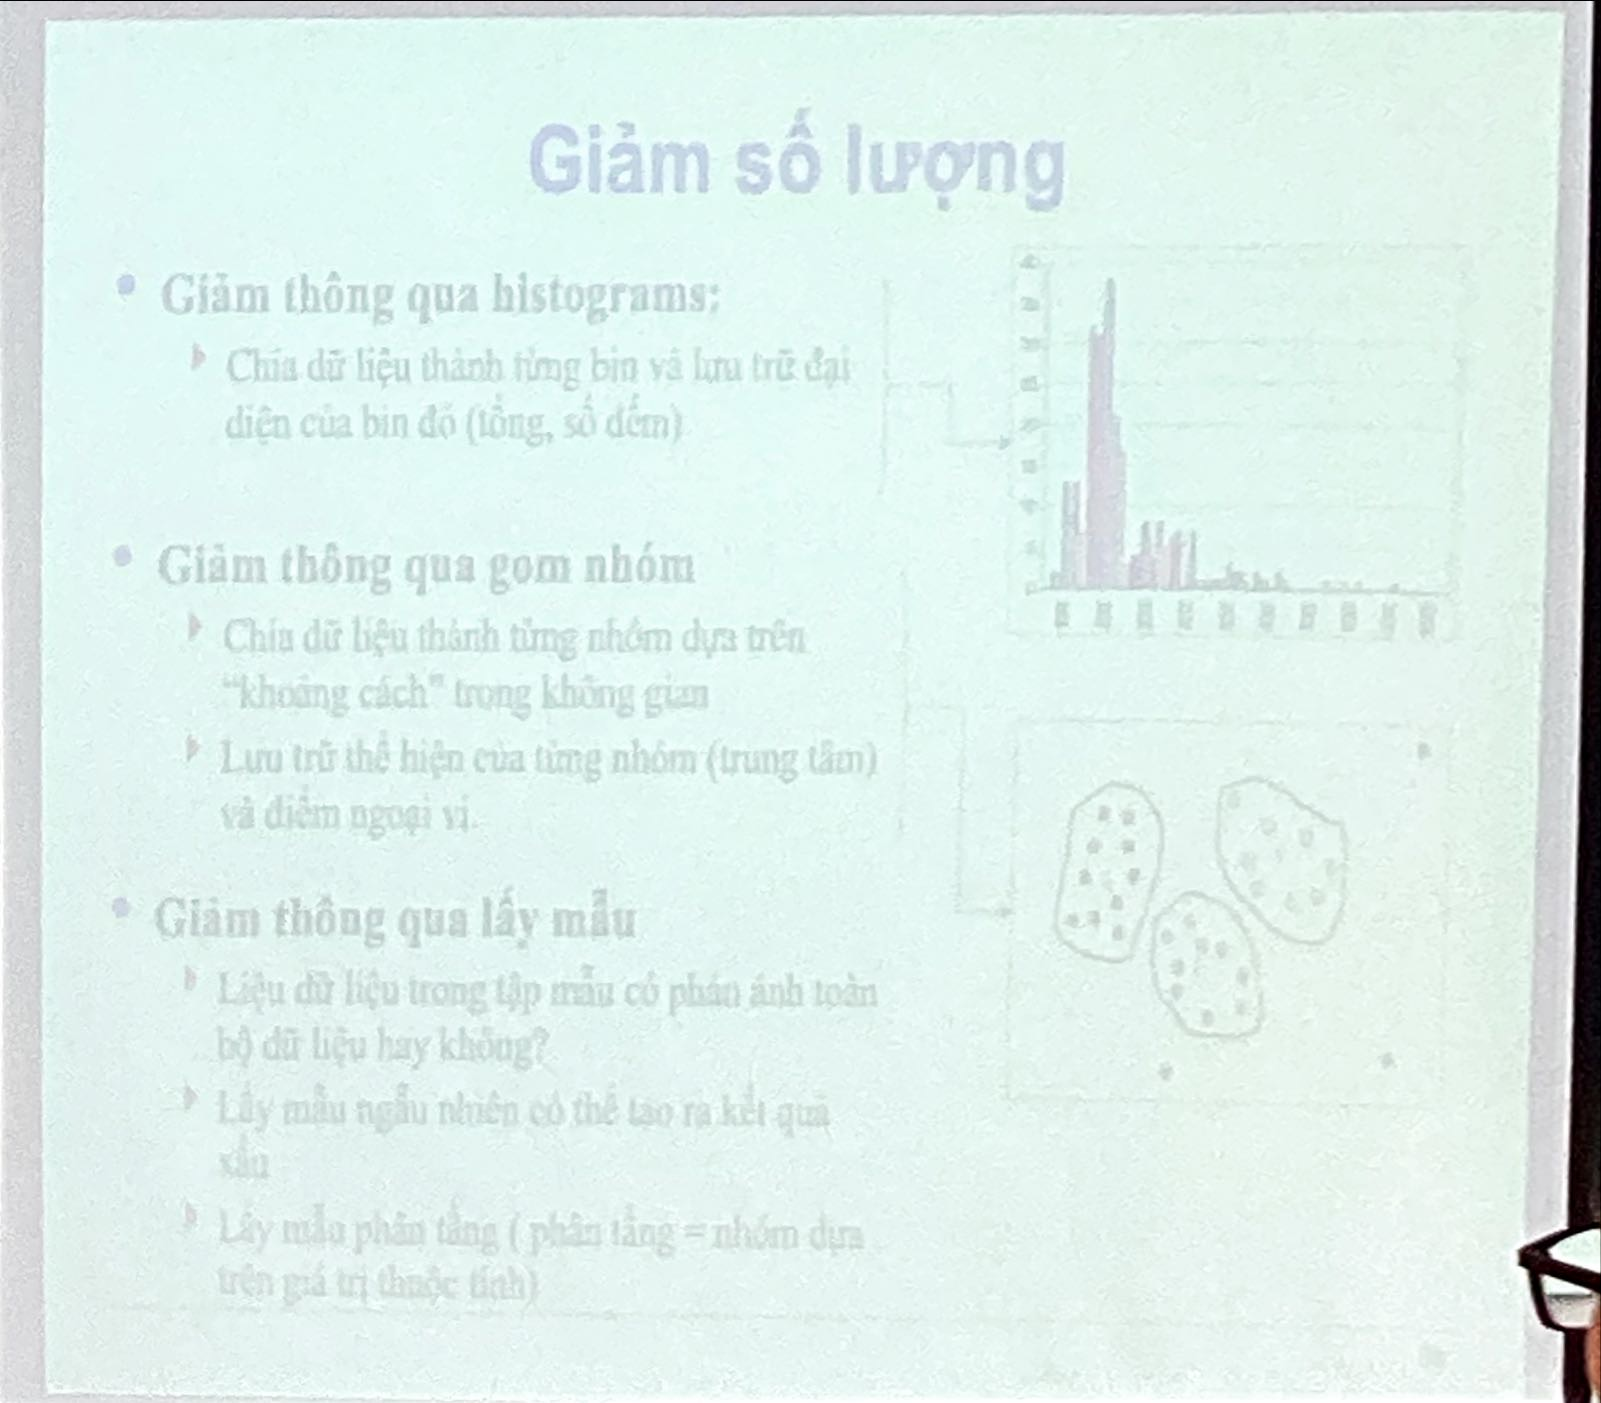 Giảm số lượng
Giảm thông qua histograms:
Chia dữ liệu thành từng bin và lưu trữ đại
diện của bin đó (tổng, số đếm)
Giảm thông qua gom nhóm
Chia dữ liệu thành từng nhóm dựa trên
“khoảng cách” trong không gian
Lưu trữ thể hiện của từng nhóm (trung tâm)
và điểm ngoại vi.
Giảm thông qua lấy mẫu
Liệu dữ liệu trong tập mẫu có phản ánh toàn
bộ dữ liệu hay không?
Lấy mẫu ngẫu nhiên có thể tạo ra kết quả
xấu
Lấy mẫu phân tầng ( phân tầng = nhóm dựa
trên giá trị thuộc tính)